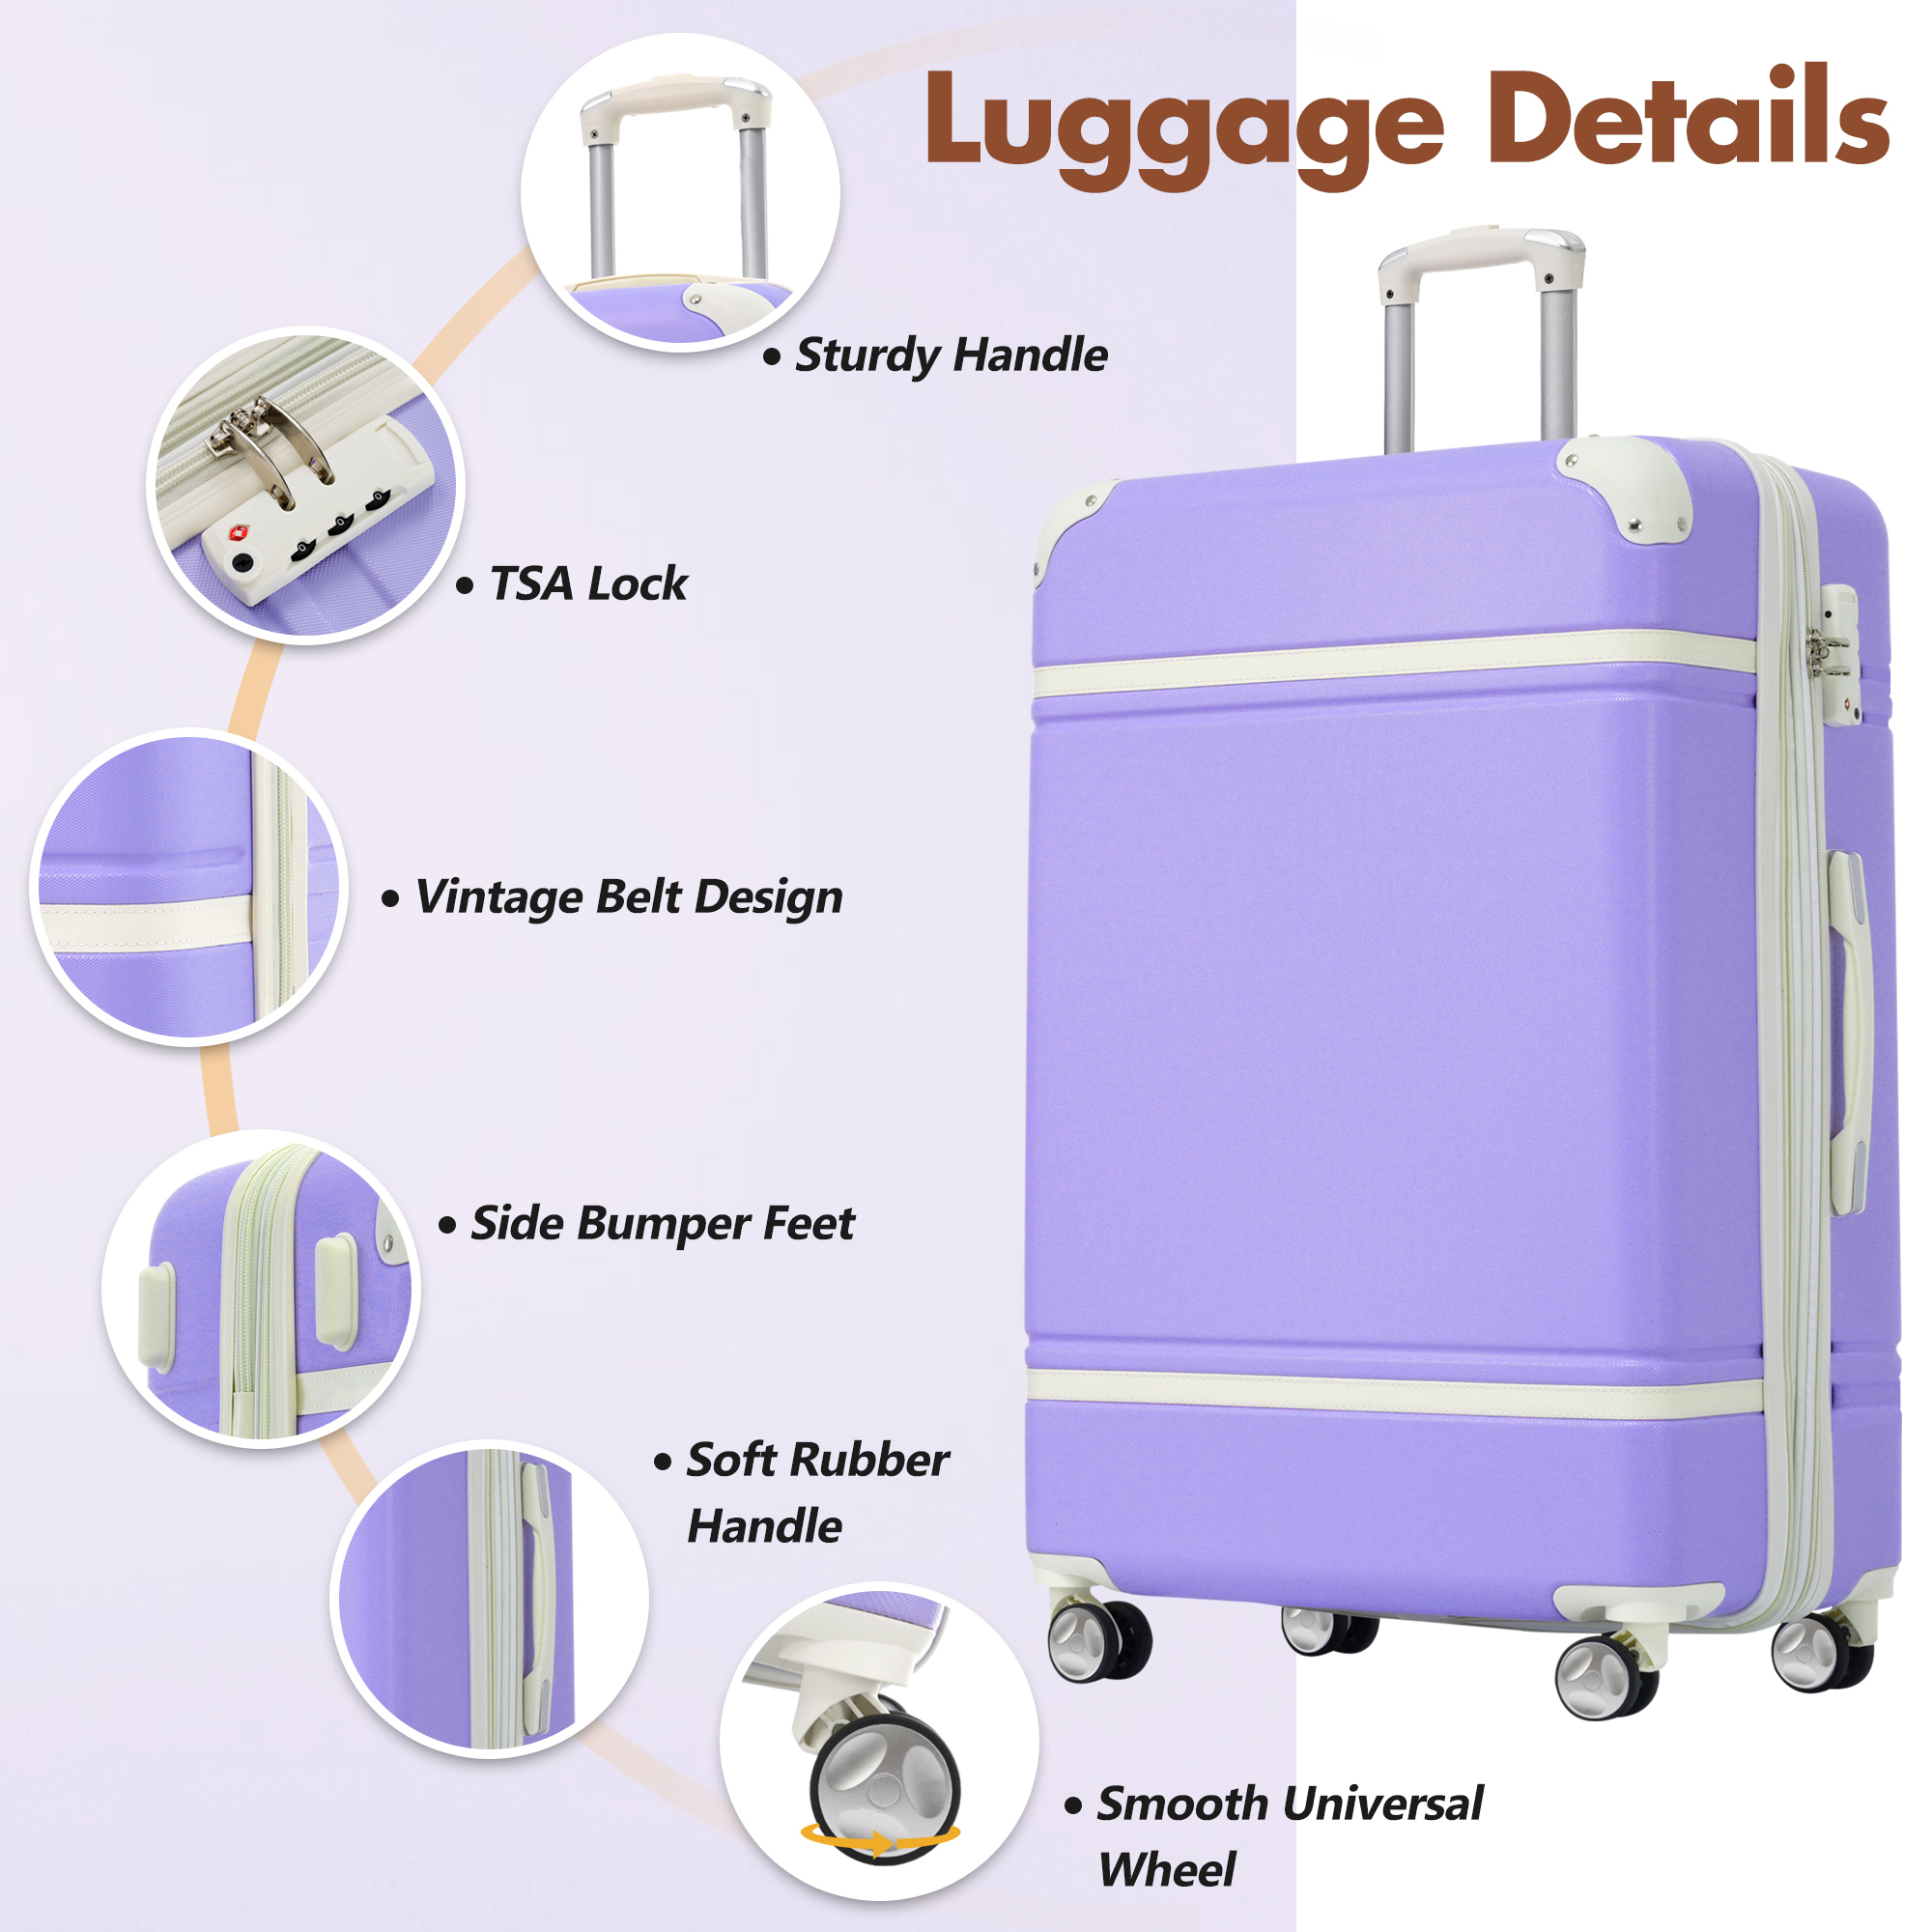 Luggage Details
• Sturdy Handle
• TSA Lock
• Vintage Belt Design
• Side Bumper Feet
• Soft Rubber
Handle
• Smooth Universal
Wheel